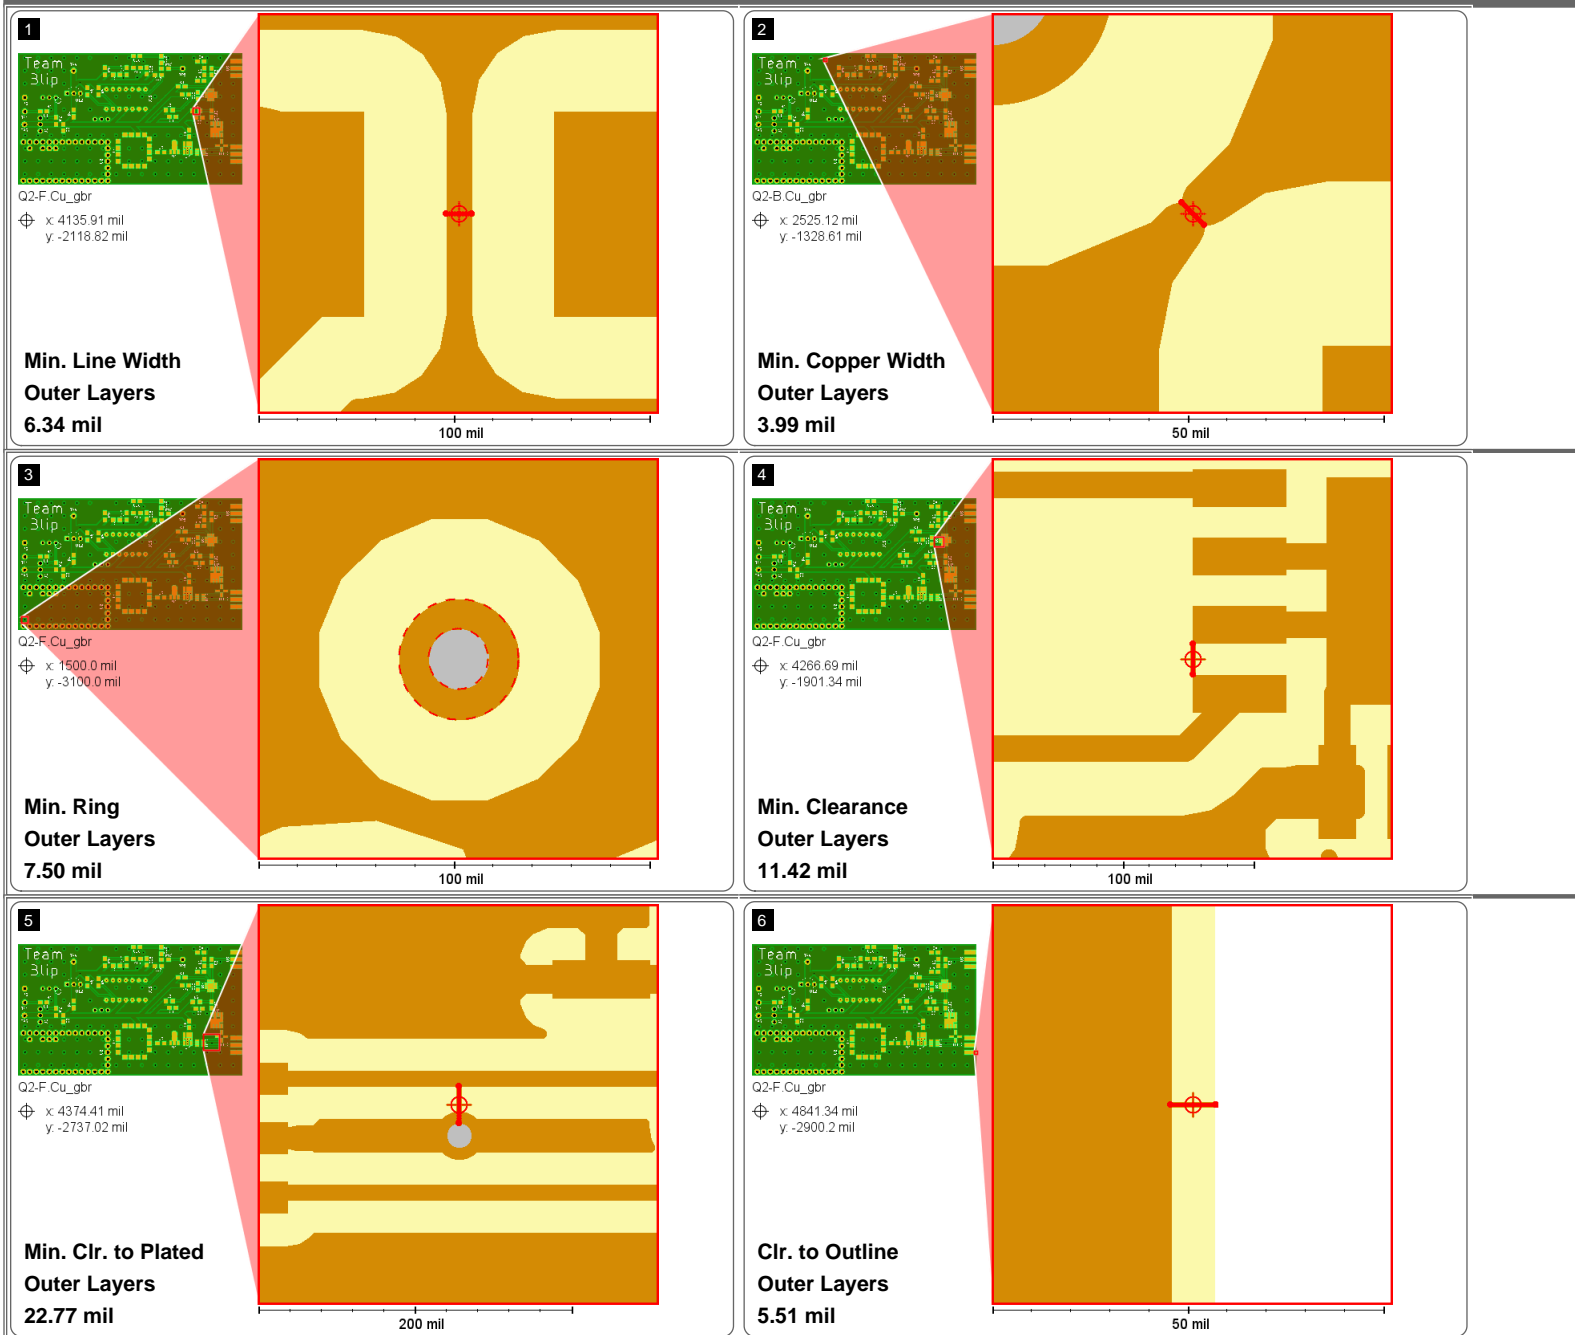 1
Team
3lip
Q2-F.Cu_gbr
x: 4135.91 mil
y: -2118.82 mil
Min. Line Width
Outer Layers
6.34 mil
100 mil
2
Team
3lip
Q2-B.Cu_gbr
x: 2525.12 mil
y: -1328.61 mil
Min. Copper Width
Outer Layers
3.99 mil
50 mil
3
Team
3lip
Q2-F.Cu_gbr
x: 1500.0 mil
y: -3100.0 mil
Min. Ring
Outer Layers
7.50 mil
100 mil
4
Team
3lip
Q2-F.Cu_gbr
x: 4266.69 mil
y: -1901.34 mil
Min. Clearance
Outer Layers
11.42 mil
100 mil
5
Team
3lip
Q2-F.Cu_gbr
x: 4374.41 mil
y: -2737.02 mil
Min. Clr. to Plated
Outer Layers
22.77 mil
200 mil
6
Team
3lip
Q2-F.Cu_gbr
x: 4841.34 mil
y: -2900.2 mil
Clr. to Outline
Outer Layers
5.51 mil
50 mil